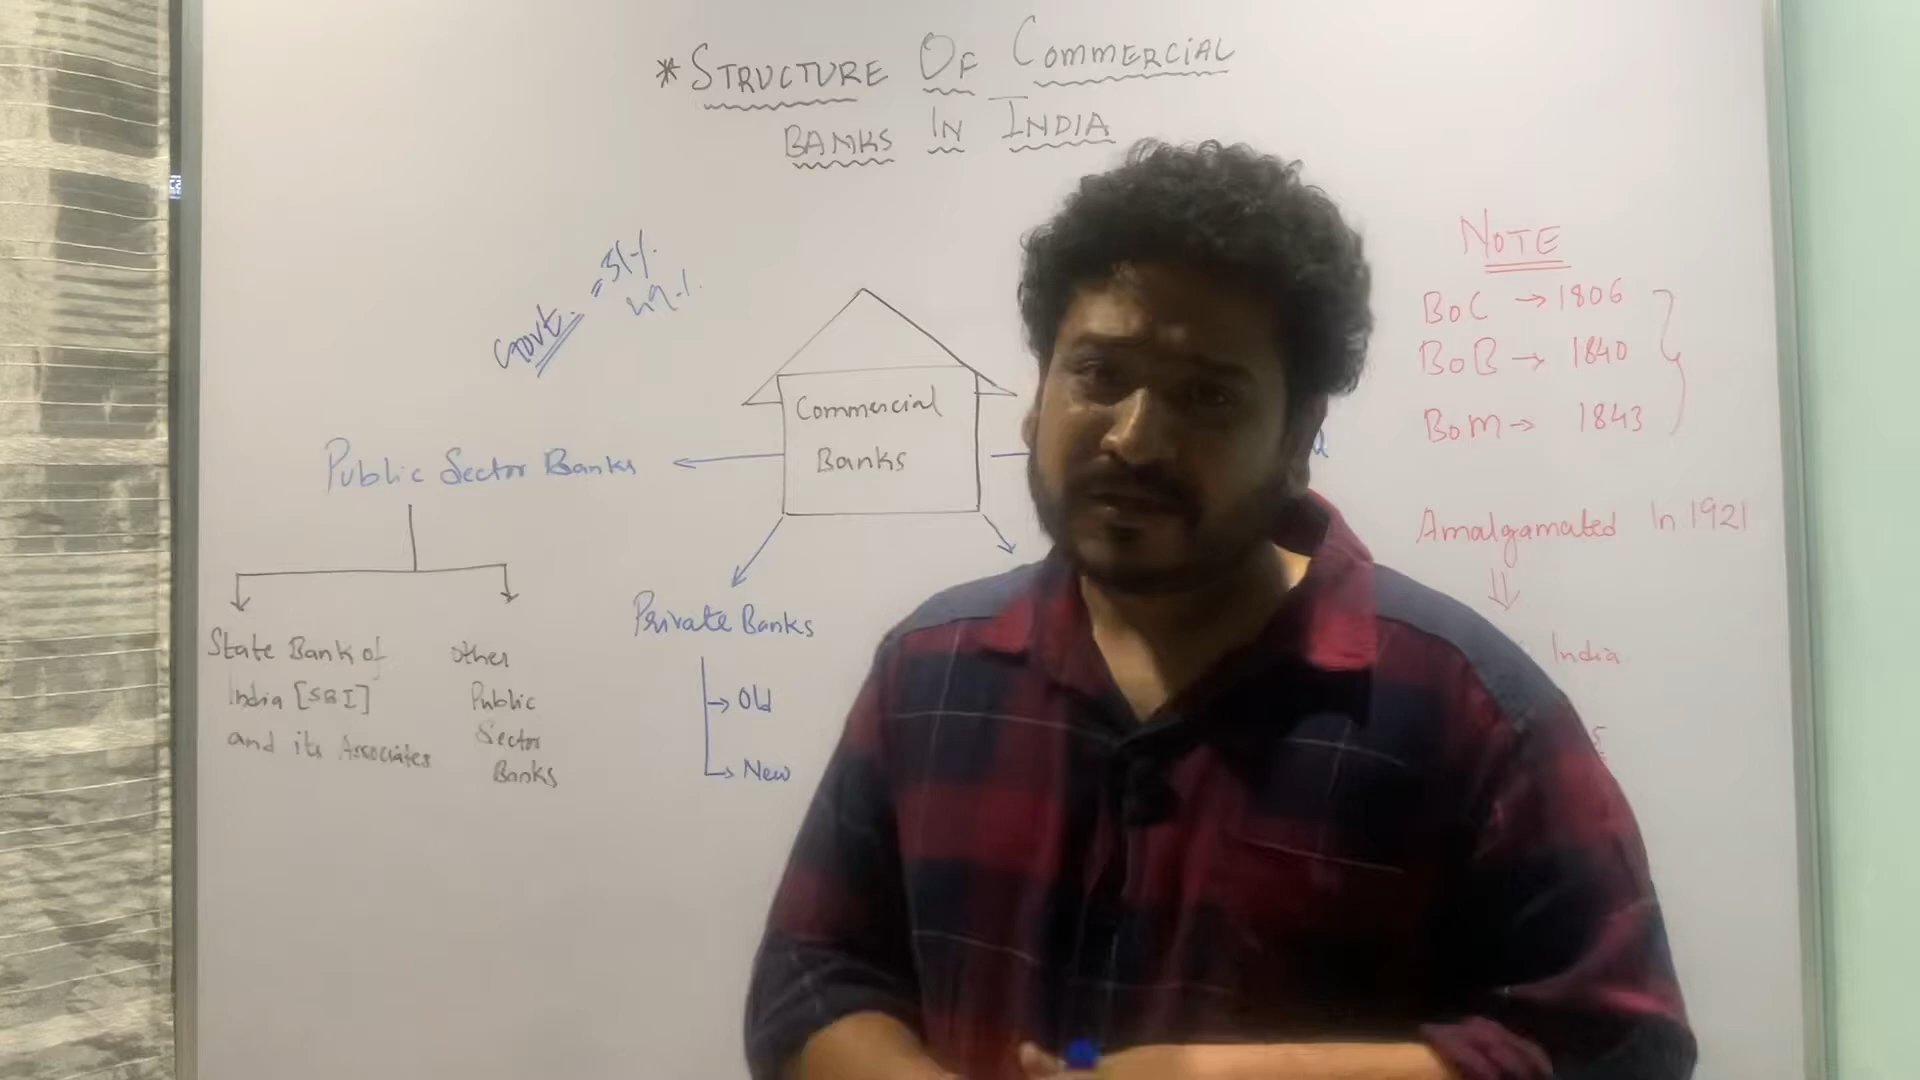 *STRUCTURE OF COMMERCIAL
BANKS IN INDIA
Govt. = 51%
49%
Commercial
Banks
Public Sector Banks
State Bank of
India [SBI]
and its Associates
Other
Public
Sector
Banks
Private Banks
→ Old
→ New
NOTE
BOC → 1806
BOB → 1840
BOM → 1843
Amalgamated In 1921
India